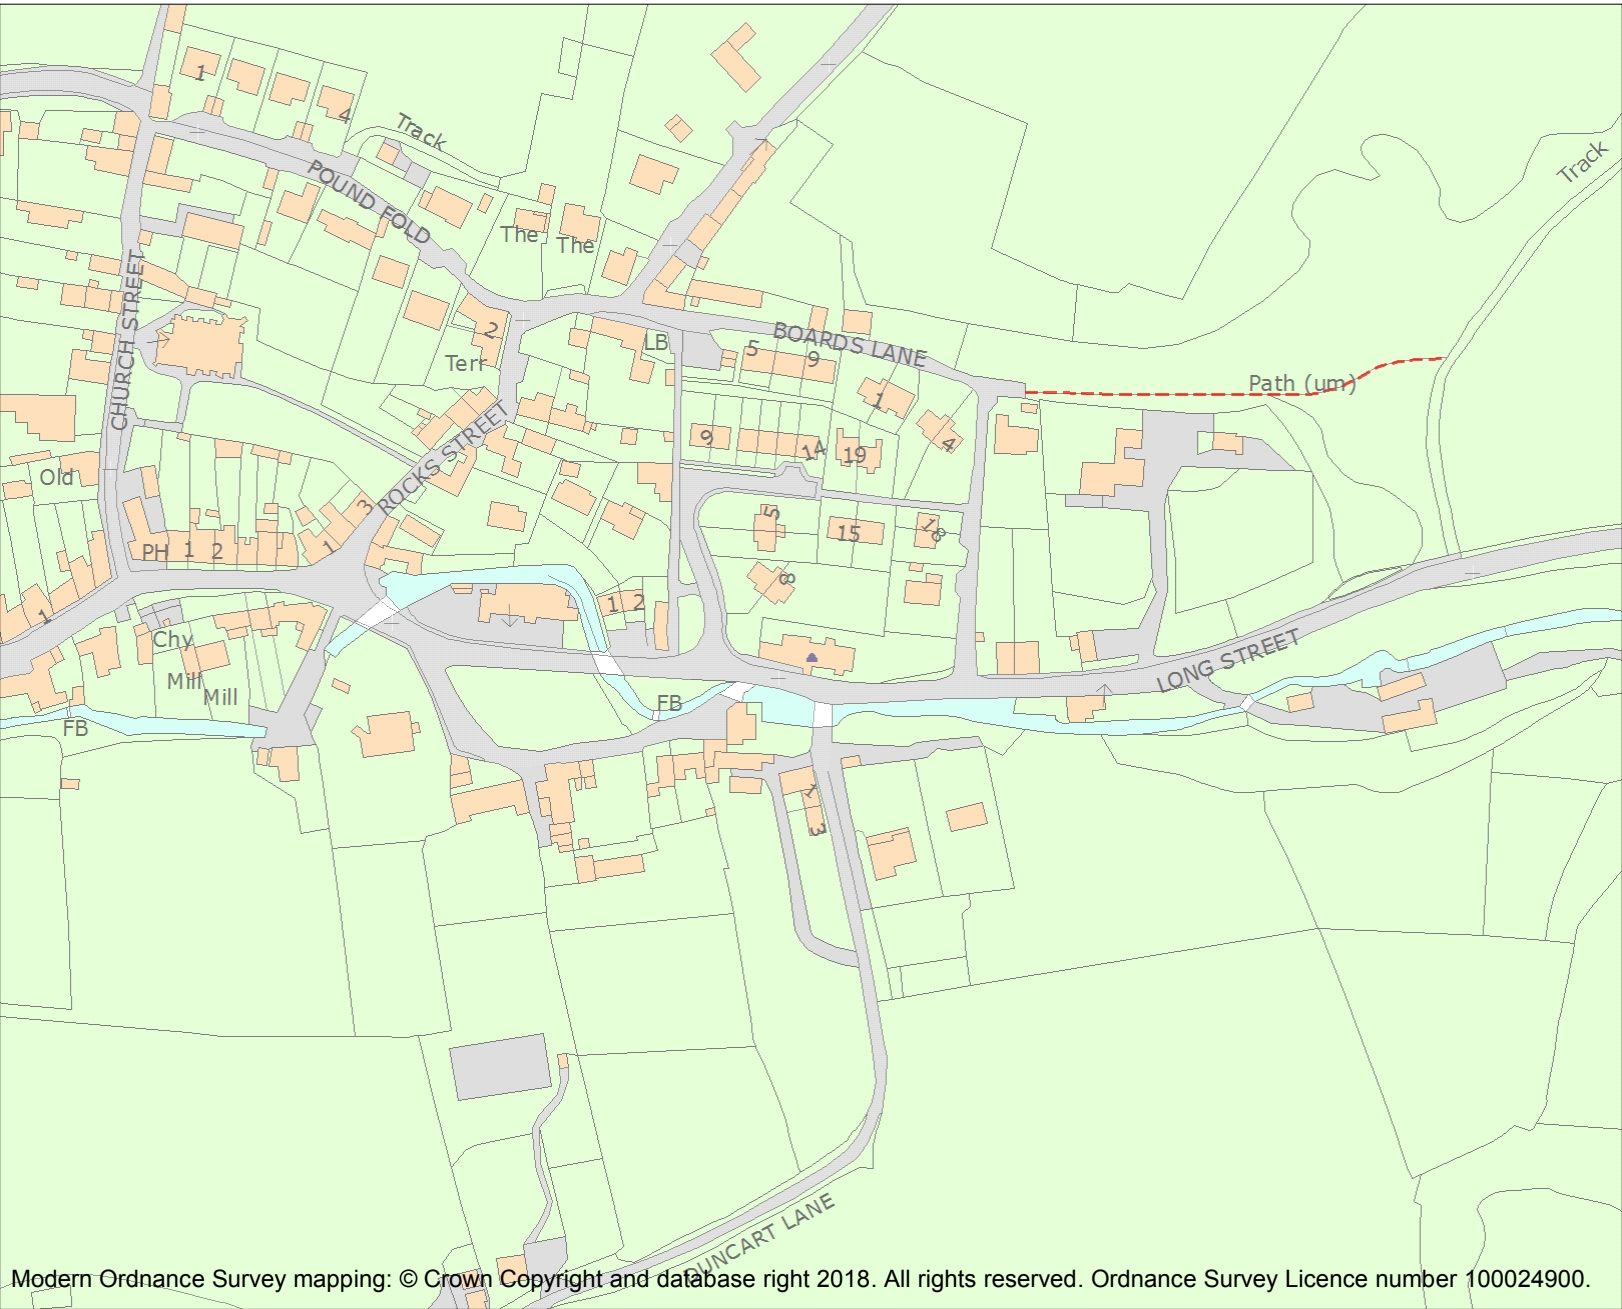 1
4
Track
Track
POUND FOLD
The
The
CHURCH STREET
2
LB
Terr
BOARDS LANE
5
9
1
4
Path (um)
9
14
19
ROCKS STREET
Old
3
5
15
18
PH
1
2
1
8
1
2
1
Chy
Mill
Mill
FB
FB
LONG STREET
1
3
DUNCART LANE
Modern Ordnance Survey mapping: © Crown Copyright and database right 2018. All rights reserved. Ordnance Survey Licence number 100024900.